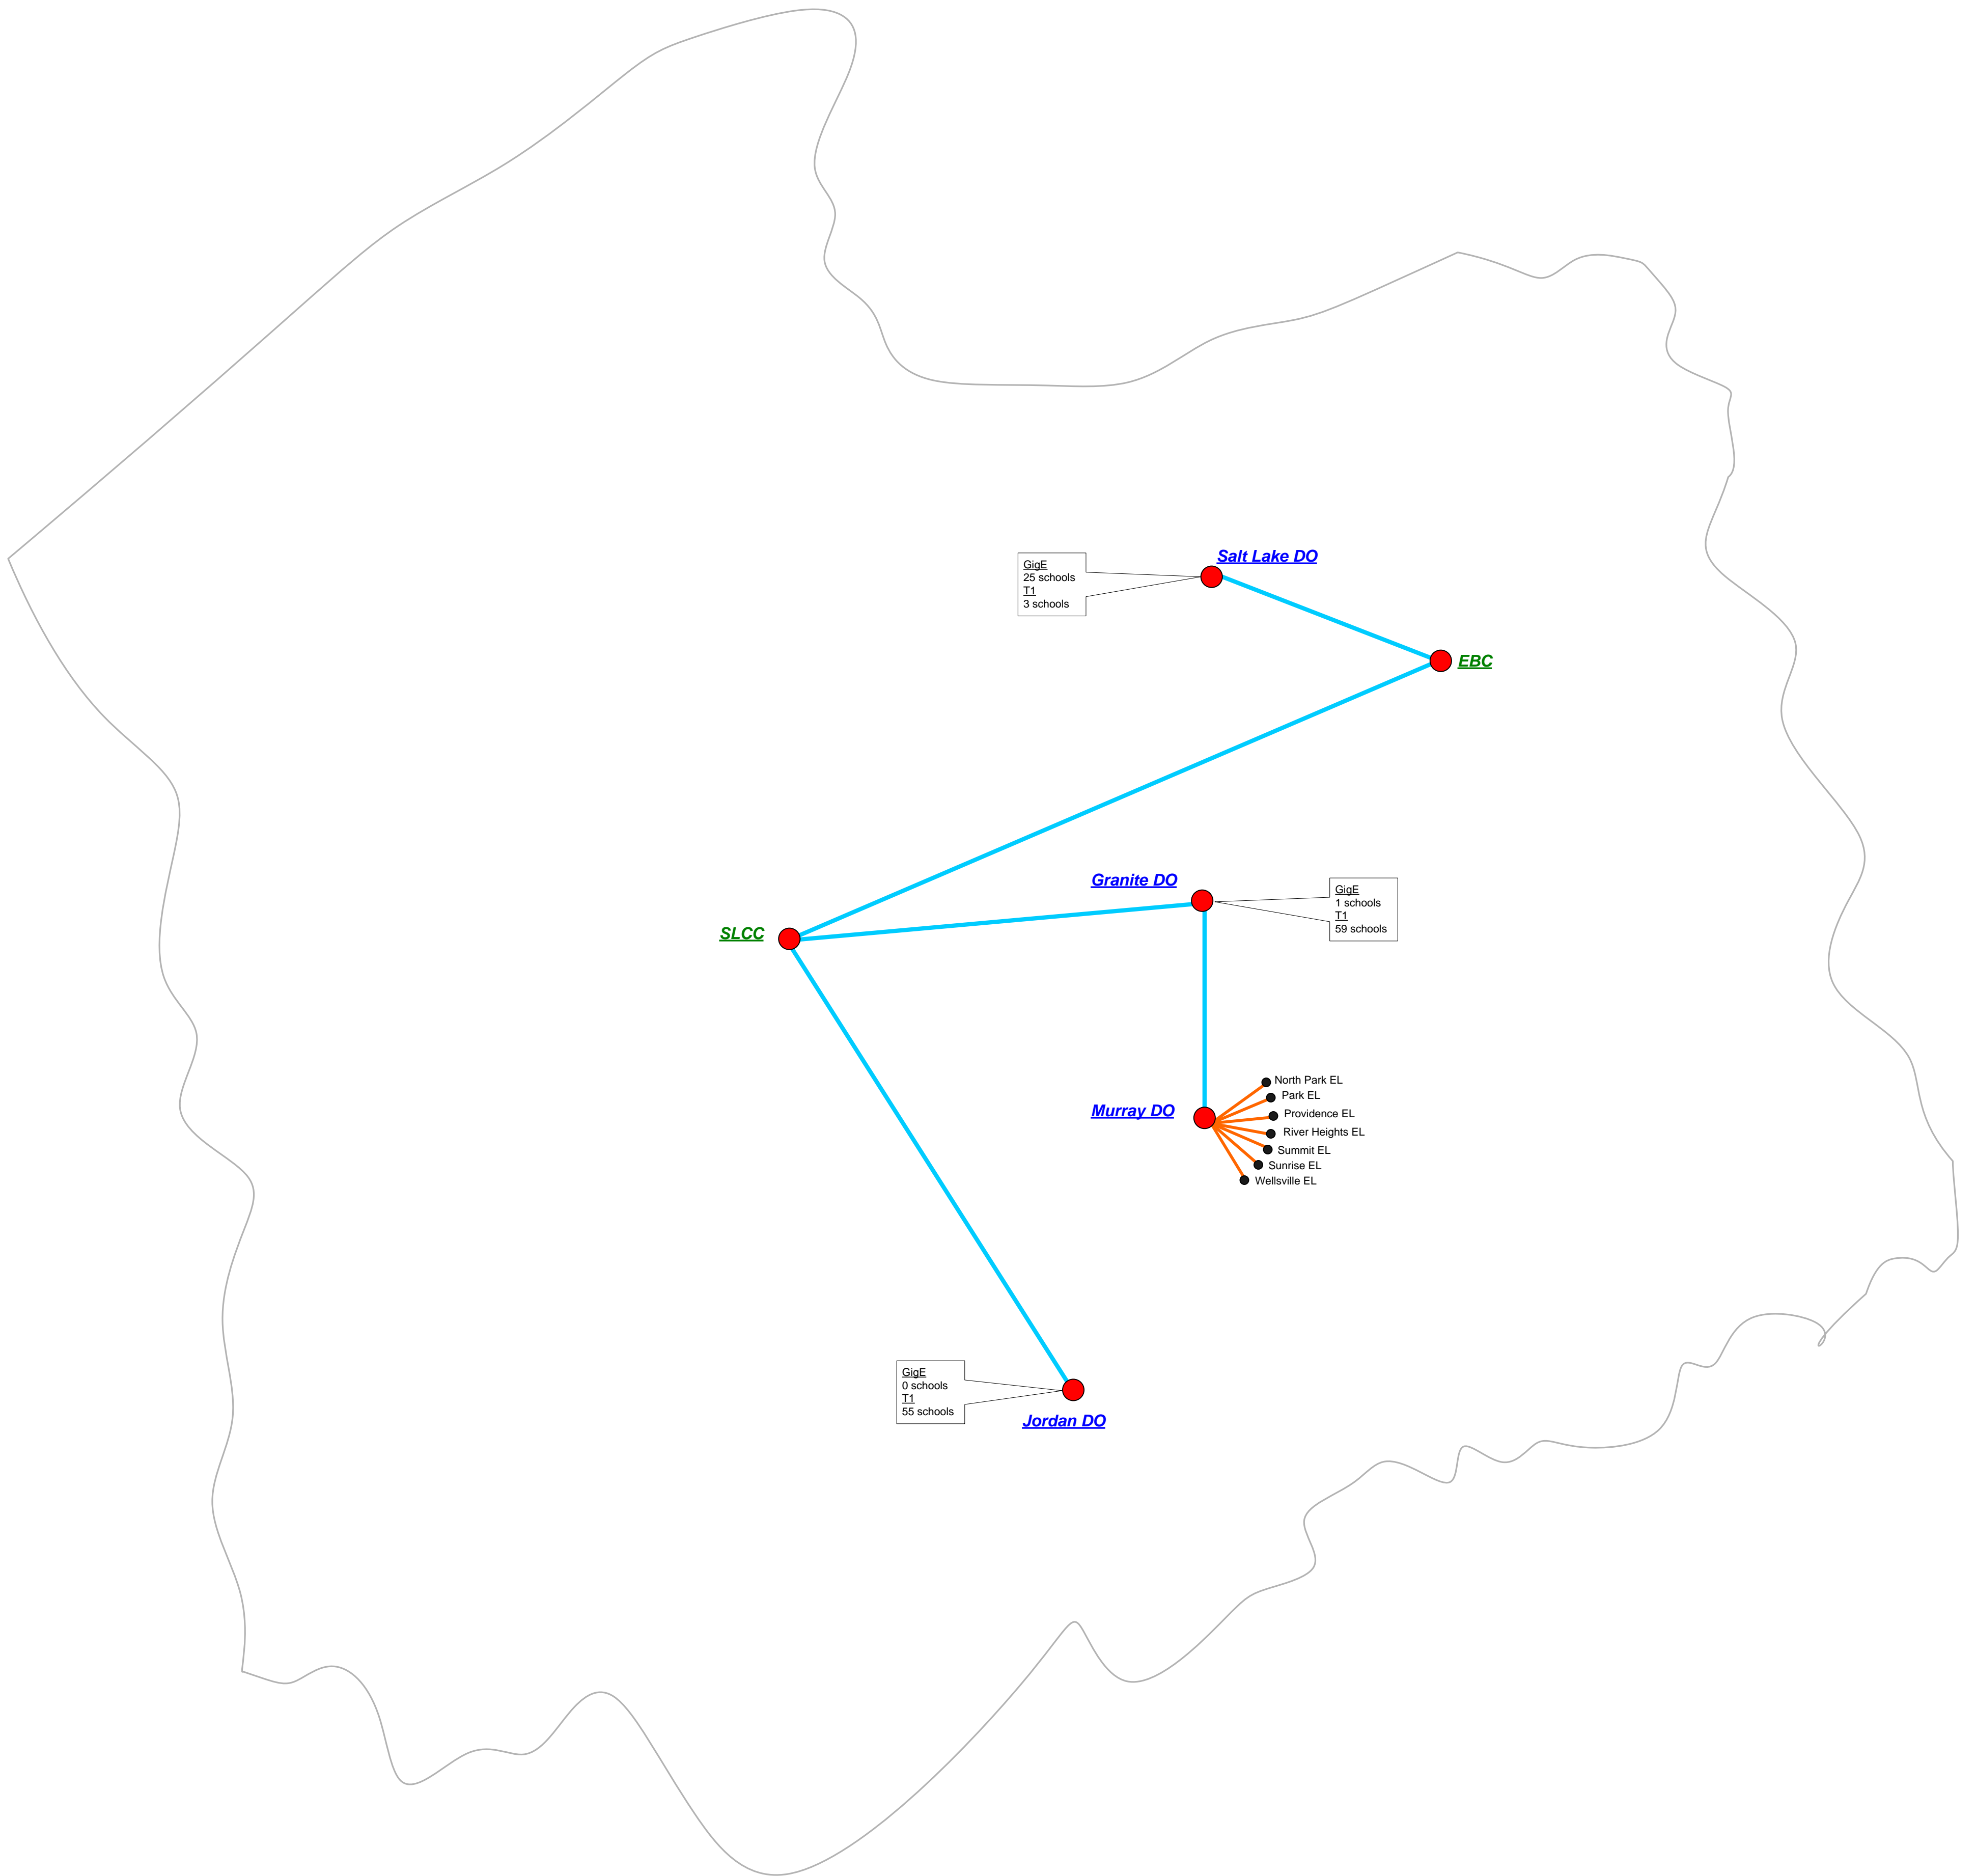 Salt Lake DO
GigE
25 schools
T1
3 schools
EBC
Granite DO
GigE
1 schools
T1
59 schools
SLCC
Murray DO
North Park EL
Park EL
Providence EL
River Heights EL
Summit EL
Sunrise EL
Wellsville EL
GigE
0 schools
T1
55 schools
Jordan DO